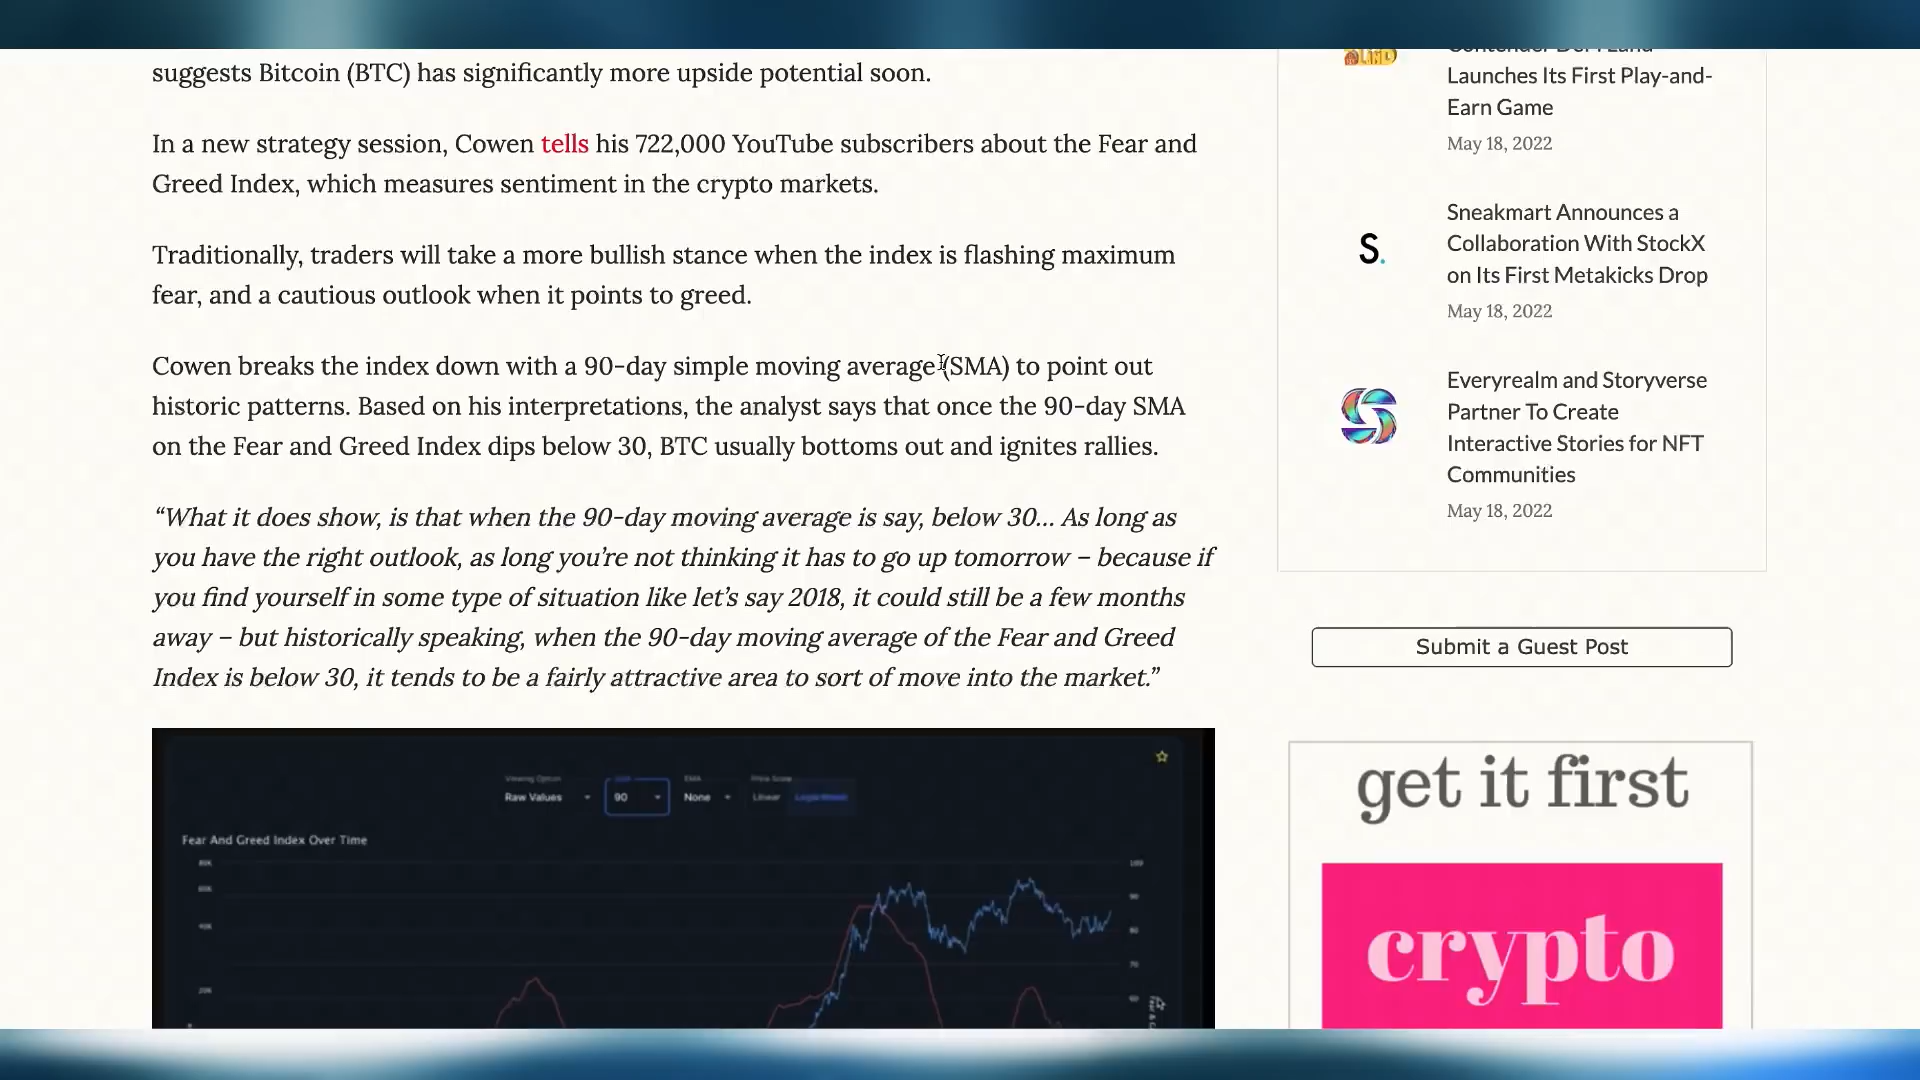 suggests Bitcoin (BTC) has significantly more upside potential soon.
In a new strategy session, Cowen tells his 722,000 YouTube subscribers about the Fear and
Greed Index, which measures sentiment in the crypto markets.
Traditionally, traders will take a more bullish stance when the index is flashing maximum
fear, and a cautious outlook when it points to greed.
Cowen breaks the index down with a 90-day simple moving average (SMA) to point out
historic patterns. Based on his interpretations, the analyst says that once the 90-day SMA
on the Fear and Greed Index dips below 30, BTC usually bottoms out and ignites rallies.
“What it does show, is that when the 90-day moving average is say, below 30… As long as
you have the right outlook, as long you’re not thinking it has to go up tomorrow – because if
you find yourself in some type of situation like let’s say 2018, it could still be a few months
away – but historically speaking, when the 90-day moving average of the Fear and Greed
Index is below 30, it tends to be a fairly attractive area to sort of move into the market.”
Viewing Option
EMA
Price Scale
Raw Values
90
None
Linear
Logarithmic
Fear And Greed Index Over Time
80K
60K
40K
20K
100
90
80
70
60
Launches Its First Play-and-
Earn Game
May 18, 2022
S.
Sneakmart Announces a
Collaboration With StockX
on Its First Metakicks Drop
May 18, 2022
Everyrealm and Storyverse
Partner To Create
Interactive Stories for NFT
Communities
May 18, 2022
Submit a Guest Post
get it first
crypto